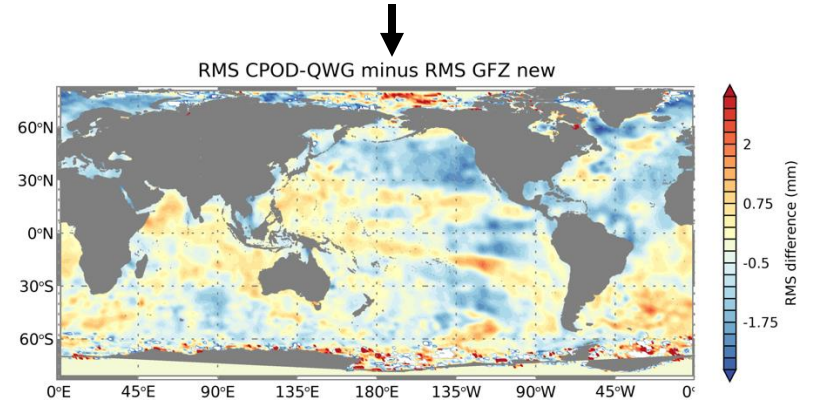 RMS CPOD-QWG minus RMS GFZ new
60°N
30°N
0°N
30°S
60°S
0°E
45°E
90°E
135°E
180°E
135°W
90°W
45°W
0°
2
0.75
-0.5
-1.75
RMS difference (mm)